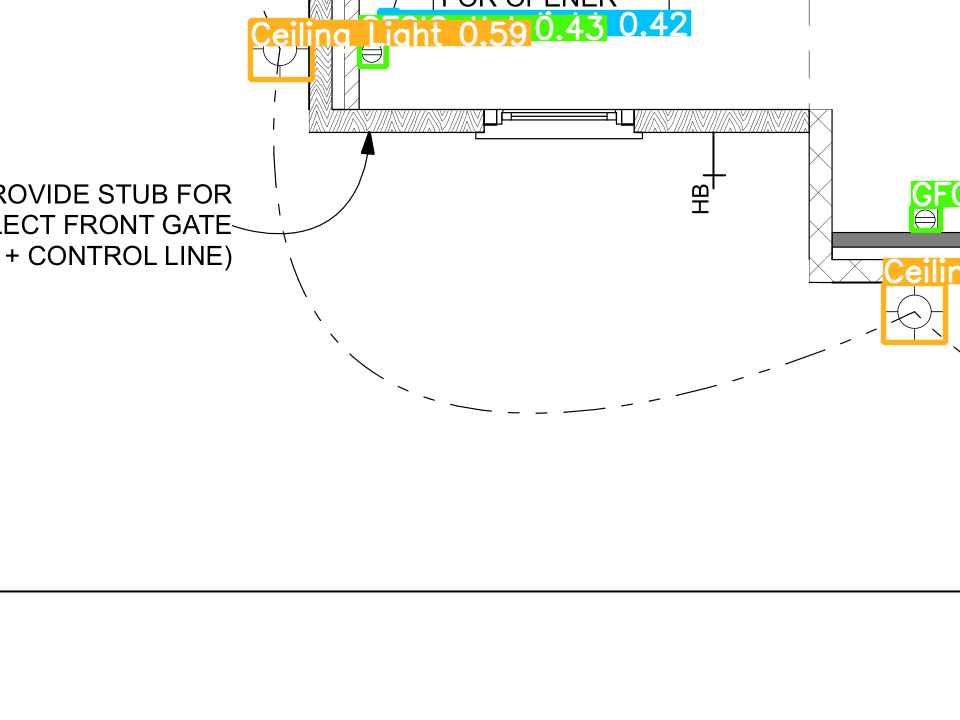 FOR OPENER
Ceiling Light 0.59
0.43
0.42
ROVIDE STUB FOR
LECT FRONT GATE
+ CONTROL LINE)
HB
GFC
Ceilin